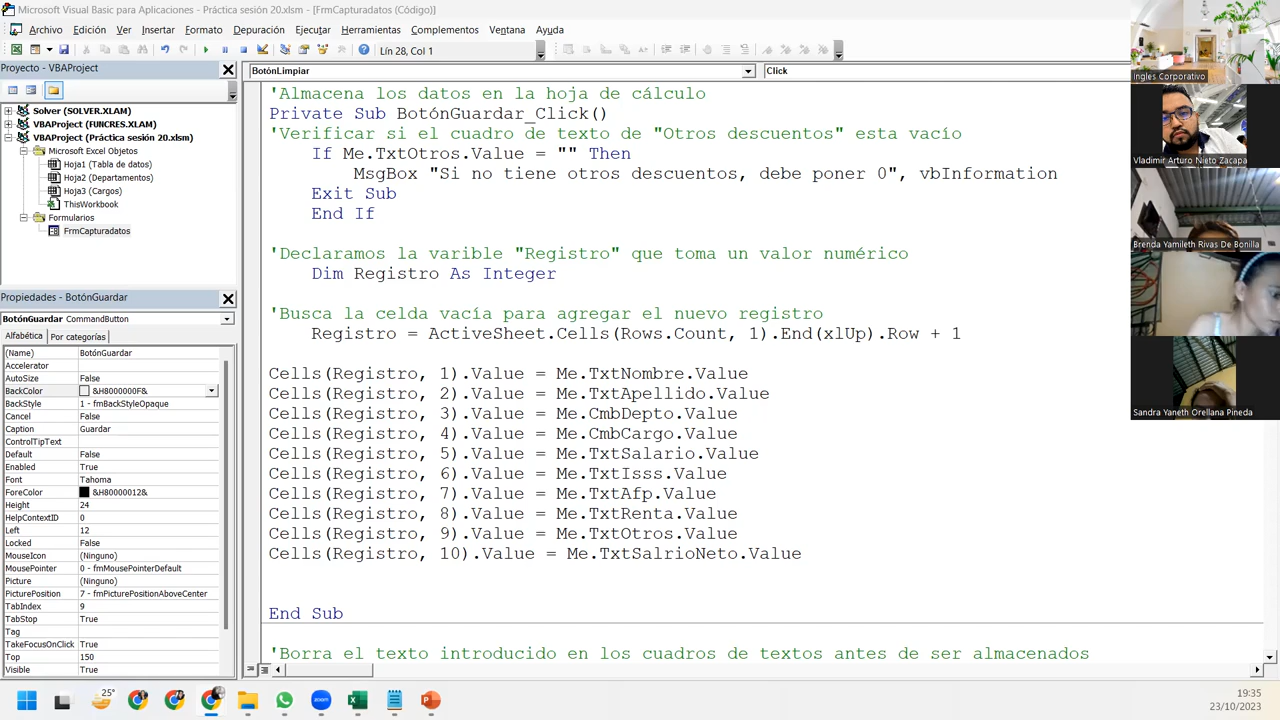 Microsoft Visual Basic para Aplicaciones - Práctica sesión 20.xlsm - [FrmCapturadatos (Código)]
Archivo Edición Ver Insertar Formato Depuración Ejecutar Herramientas Complementos Ventana Ayuda
Lín 28, Col 1
Proyecto - VBAProject
Solver (SOLVER.XLAM)
VBAProject (FUNCRES.XLAM)
VBAProject (Práctica sesión 20.xlsm)
Microsoft Excel Objetos
Hoja1 (Tabla de datos)
Hoja2 (Departamentos)
Hoja3 (Cargos)
ThisWorkbook
Formularios
FrmCapturadatos
Propiedades - BotónGuardar
BotónGuardar CommandButton
Alfabética Por categorías
(Name) BotónGuardar
Accelerator
AutoSize False
BackColor &H8000000F&
BackStyle 1 - fmBackStyleOpaque
Cancel False
Caption Guardar
ControlTipText
Default False
Enabled True
Font Tahoma
ForeColor &H80000012&
Height 24
HelpContextID 0
Left 12
Locked False
MouseIcon (Ninguno)
MousePointer 0 - fmMousePointerDefault
Picture (Ninguno)
PicturePosition 7 - fmPicturePositionAboveCenter
TabIndex 9
TabStop True
Tag
TakeFocusOnClick True
Top 150
Visible True
BotónLimpiar Click
'Almacena los datos en la hoja de cálculo
Private Sub BotónGuardar_Click()
'Verificar si el cuadro de texto de "Otros descuentos" esta vacío
If Me.TxtOtros.Value = "" Then
MsgBox "Si no tiene otros descuentos, debe poner 0", vbInformation
Exit Sub
End If
'Declaramos la varible "Registro" que toma un valor numérico
Dim Registro As Integer
'Busca la celda vacía para agregar el nuevo registro
Registro = ActiveSheet.Cells(Rows.Count, 1).End(xlUp).Row + 1
Cells(Registro, 1).Value = Me.TxtNombre.Value
Cells(Registro, 2).Value = Me.TxtApellido.Value
Cells(Registro, 3).Value = Me.CmbDepto.Value
Cells(Registro, 4).Value = Me.CmbCargo.Value
Cells(Registro, 5).Value = Me.TxtSalario.Value
Cells(Registro, 6).Value = Me.TxtIsss.Value
Cells(Registro, 7).Value = Me.TxtAfp.Value
Cells(Registro, 8).Value = Me.TxtRenta.Value
Cells(Registro, 9).Value = Me.TxtOtros.Value
Cells(Registro, 10).Value = Me.TxtSalrioNeto.Value
End Sub
'Borra el texto introducido en los cuadros de textos antes de ser almacenados
Ingles Corporativo
Vladimir Arturo Nieto Zacapa
Brenda Yamileth Rivas De Bonilla
Sandra Yaneth Orellana Pineda
25°
zoom
19:35
23/10/2023